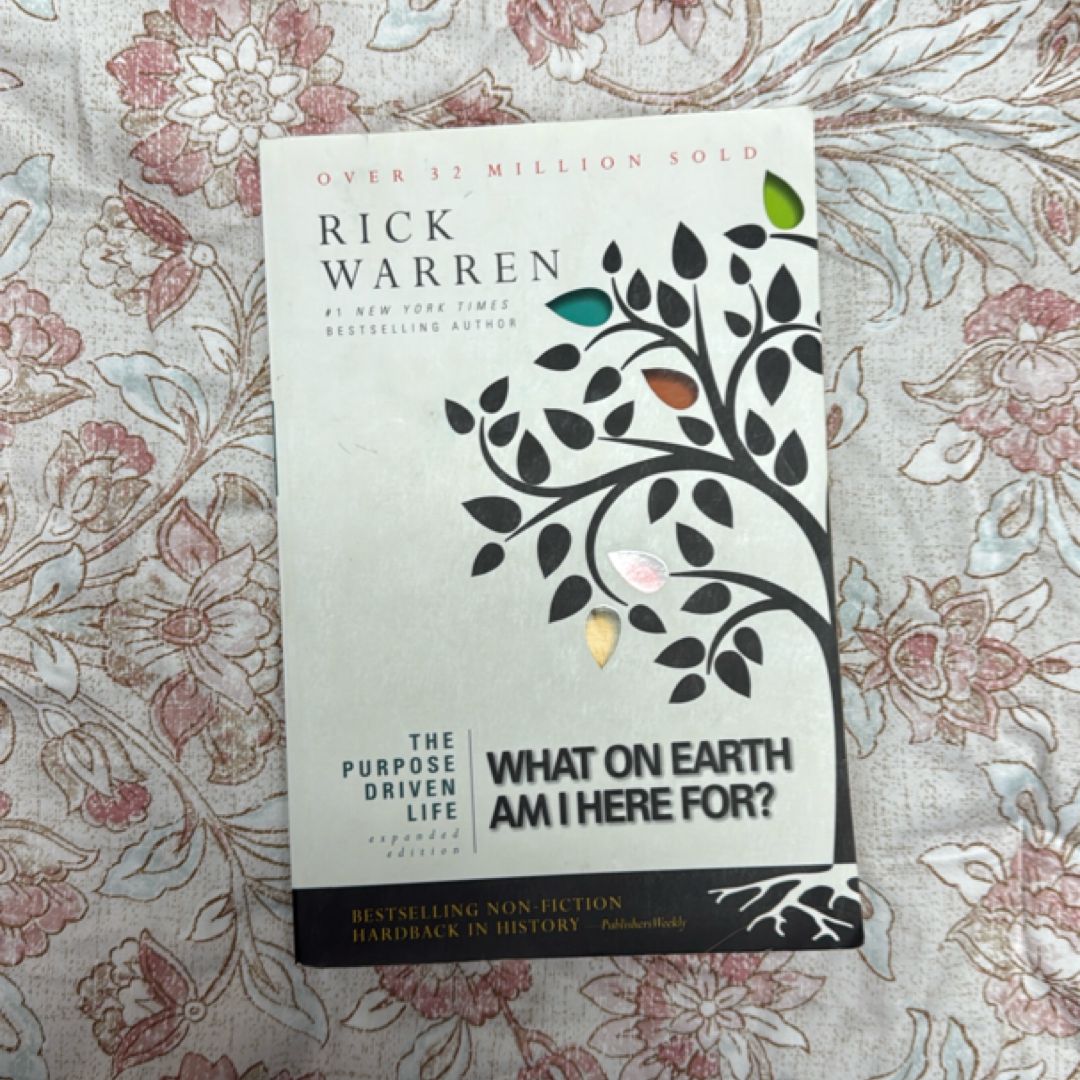 OVER 32 MILLION SOLD
RICK
WARREN
#1 NEW YORK TIMES
BESTSELLING AUTHOR
THE
PURPOSE
DRIVEN
LIFE
expanded
edition
WHAT ON EARTH
AM I HERE FOR?
BESTSELLING NON-FICTION
HARDBACK IN HISTORY —PublishersWeekly